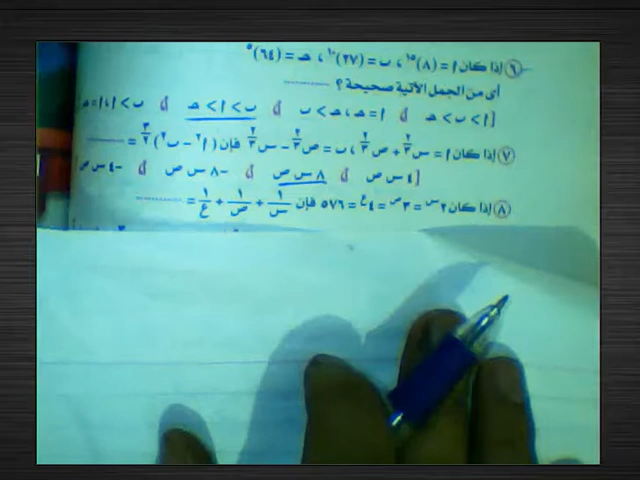 ٦ إذا كان ا = (٨)^١٥ ، ب = (٢٧)^١٠ ، هـ = (٦٤)^٥
أى من الجمل الآتية صحيحة ؟ ............
[ ا > ب > هـ أ، ا = هـ ، هـ > ب أ، ب > ا > هـ أ، ب > ا ، ا = هـ
٧ إذا كان ا = س^٢/٣ + ص^٢/٣ ، ب = ص^٢/٣ − س^٢/٣ فإن (ا^٢ − ب^٢)^٣/٢ = ............
[ ٤ س ص أ، ٨ س ص أ، −٨ س ص أ، −٤ س ص ]
٨ إذا كان ٢^س = ٣^ص = ٤^ع = ٥٧٦ فإن ١/س + ١/ص + ١/ع = ............